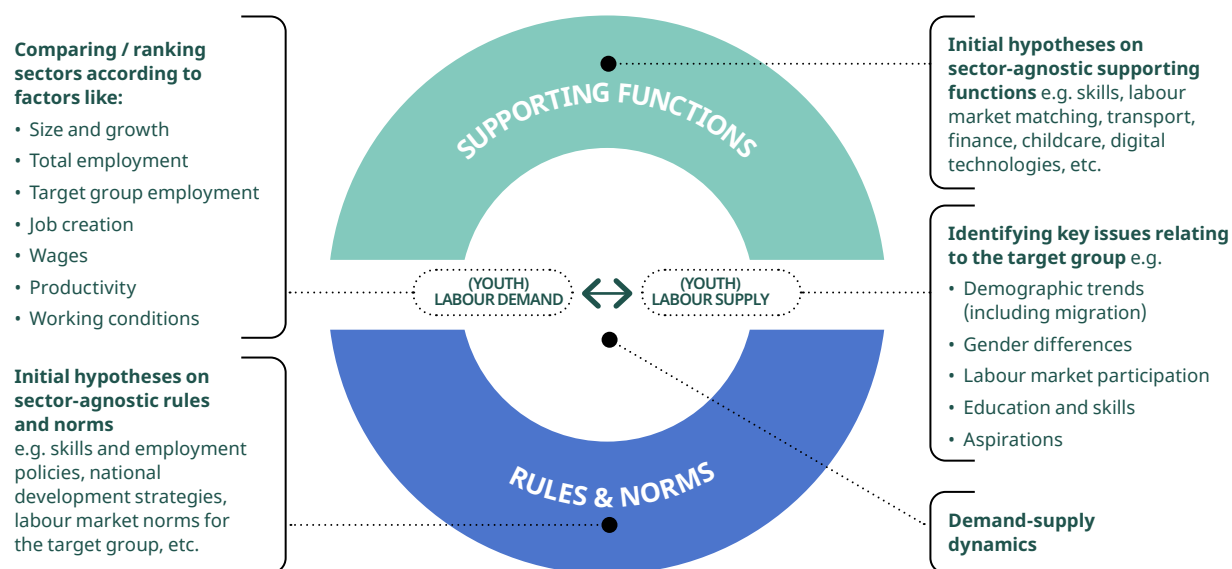 Comparing / ranking
sectors according to
factors like:
• Size and growth
• Total employment
• Target group employment
• Job creation
• Wages
• Productivity
• Working conditions
Initial hypotheses on
sector-agnostic rules
and norms
e.g. skills and employment
policies, national
development strategies,
labour market norms for
the target group, etc.
SUPPORTING FUNCTIONS
(YOUTH)
LABOUR DEMAND
(YOUTH)
LABOUR SUPPLY
RULES & NORMS
Initial hypotheses on
sector-agnostic supporting
functions e.g. skills, labour
market matching, transport,
finance, childcare, digital
technologies, etc.
Identifying key issues relating
to the target group e.g.
• Demographic trends
(including migration)
• Gender differences
• Labour market participation
• Education and skills
• Aspirations
Demand-supply
dynamics